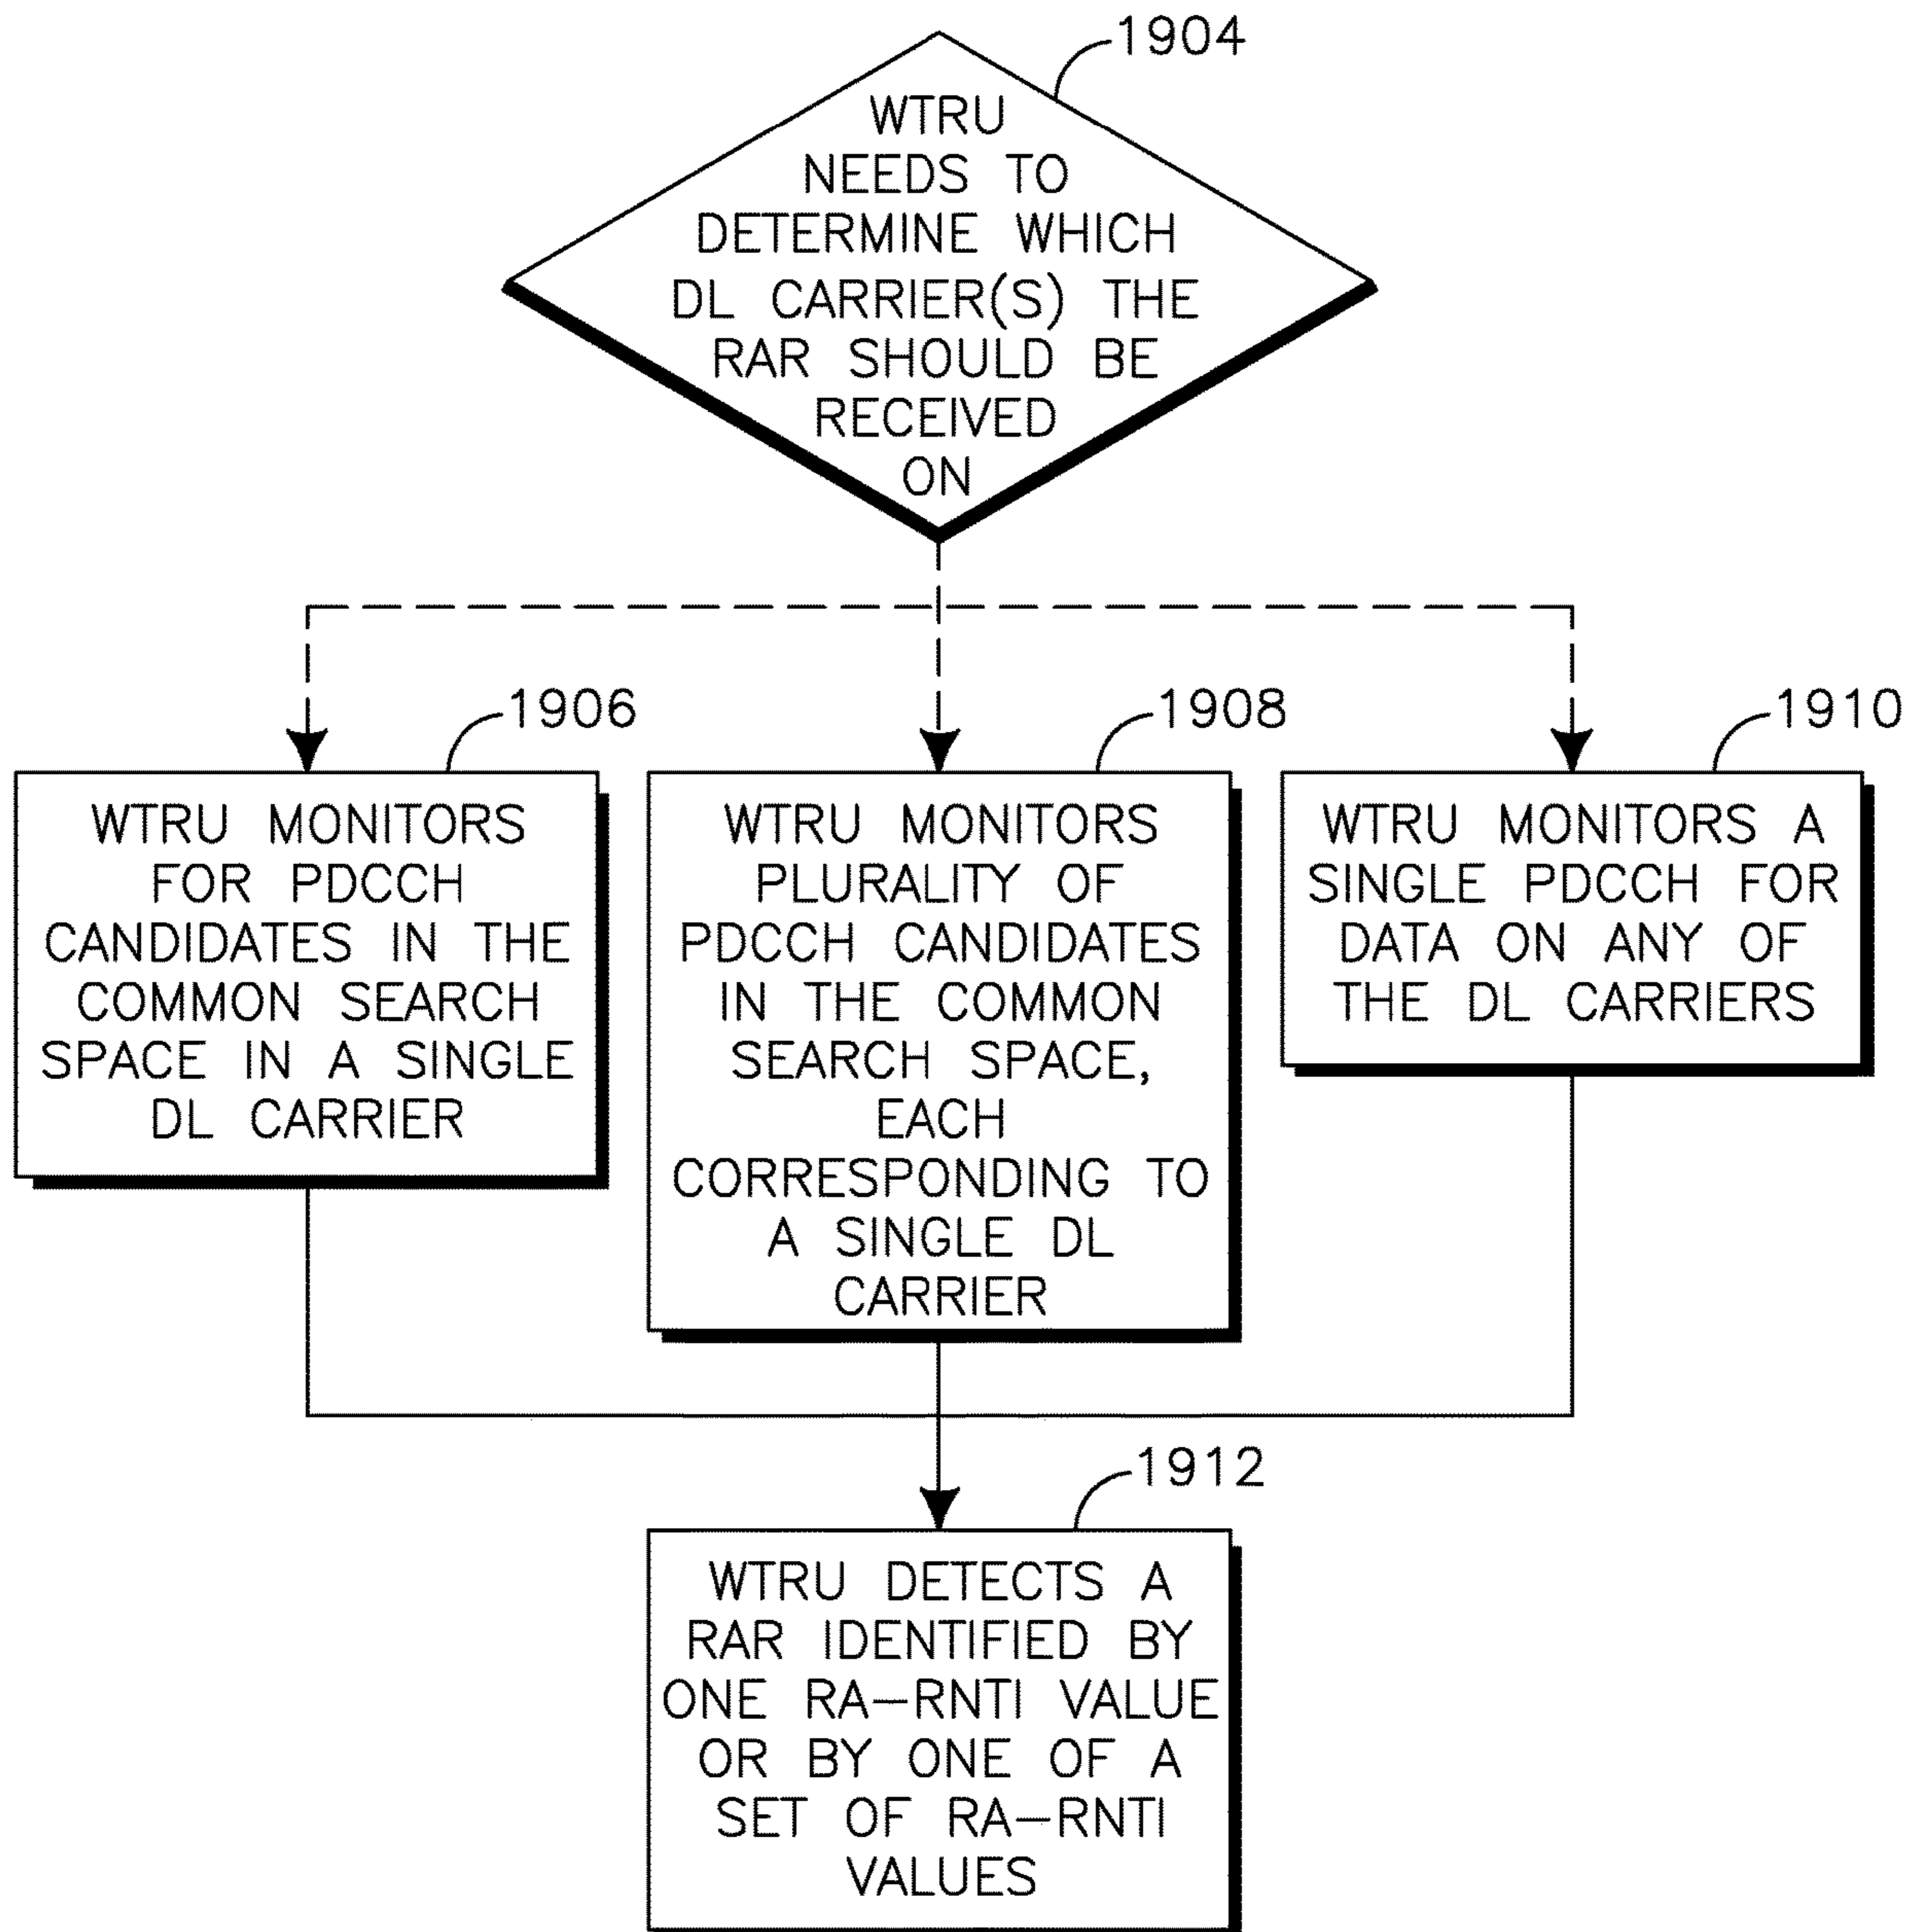 1904
WTRU
NEEDS TO
DETERMINE WHICH
DL CARRIER(S) THE
RAR SHOULD BE
RECEIVED
ON
1906
WTRU MONITORS
FOR PDCCH
CANDIDATES IN THE
COMMON SEARCH
SPACE IN A SINGLE
DL CARRIER
1908
WTRU MONITORS
PLURALITY OF
PDCCH CANDIDATES
IN THE COMMON
SEARCH SPACE,
EACH
CORRESPONDING TO
A SINGLE DL
CARRIER
1910
WTRU MONITORS A
SINGLE PDCCH FOR
DATA ON ANY OF
THE DL CARRIERS
1912
WTRU DETECTS A
RAR IDENTIFIED BY
ONE RA-RNTI VALUE
OR BY ONE OF A
SET OF RA-RNTI
VALUES